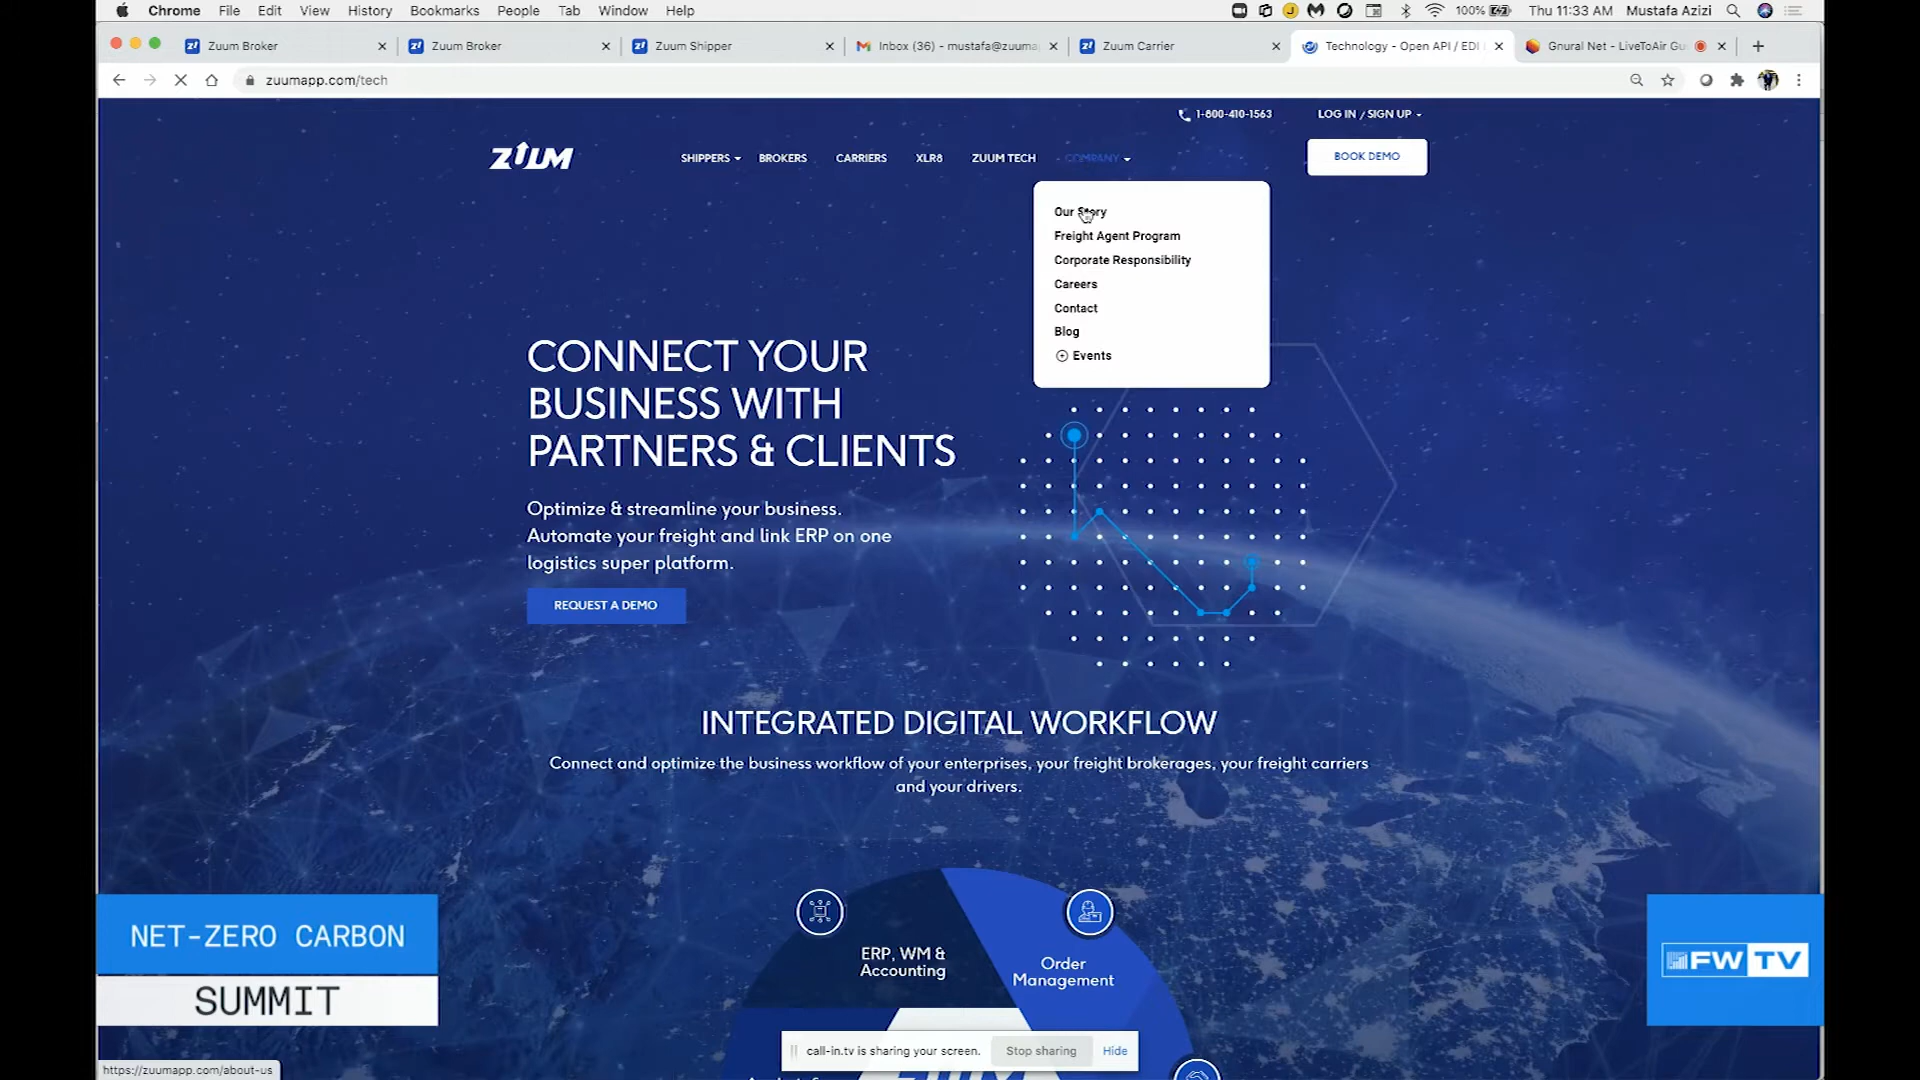 Chrome File Edit View History Bookmarks People Tab Window Help
100% Thu 11:33 AM Mustafa Azizi
Zuum Broker
Zuum Broker
Zuum Shipper
Inbox (36) - mustafa@zuuma
Zuum Carrier
Technology - Open API / EDI
Gnural Net - LiveToAir Gu
zuumapp.com/tech
1-800-410-1563
LOG IN / SIGN UP
ZUUM
SHIPPERS
BROKERS
CARRIERS
XLR8
ZUUM TECH
COMPANY
BOOK DEMO
Our Story
Freight Agent Program
Corporate Responsibility
Careers
Contact
Blog
Events
CONNECT YOUR
BUSINESS WITH
PARTNERS & CLIENTS
Optimize & streamline your business.
Automate your freight and link ERP on one
logistics super platform.
REQUEST A DEMO
INTEGRATED DIGITAL WORKFLOW
Connect and optimize the business workflow of your enterprises, your freight brokerages, your freight carriers
and your drivers.
ERP, WM &
Accounting
Order
Management
NET-ZERO CARBON
SUMMIT
FWTV
call-in.tv is sharing your screen.
Stop sharing
Hide
https://zuumapp.com/about-us